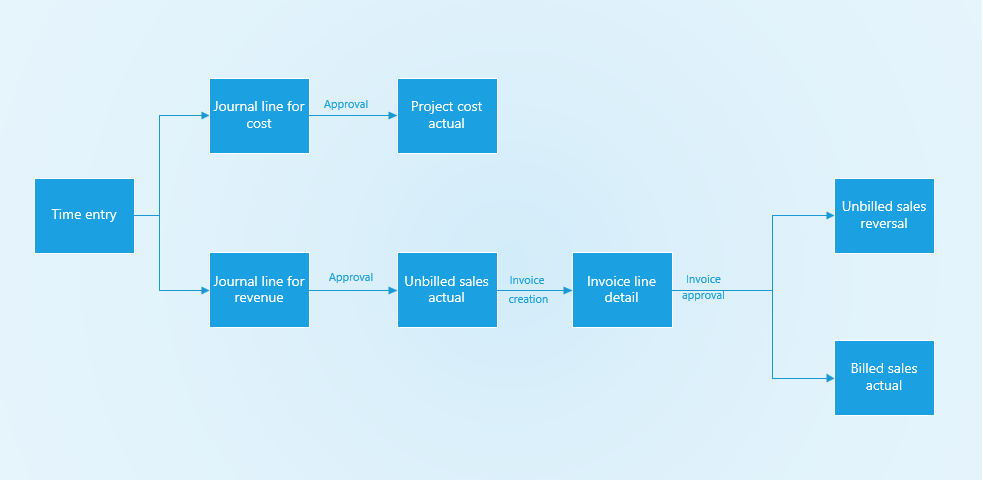 Journal line for
cost
Approval
Project cost
actual
Time entry
Unbilled sales
reversal
Journal line for
revenue
Approval
Unbilled sales
actual
Invoice
creation
Invoice line
detail
Invoice
approval
Billed sales
actual